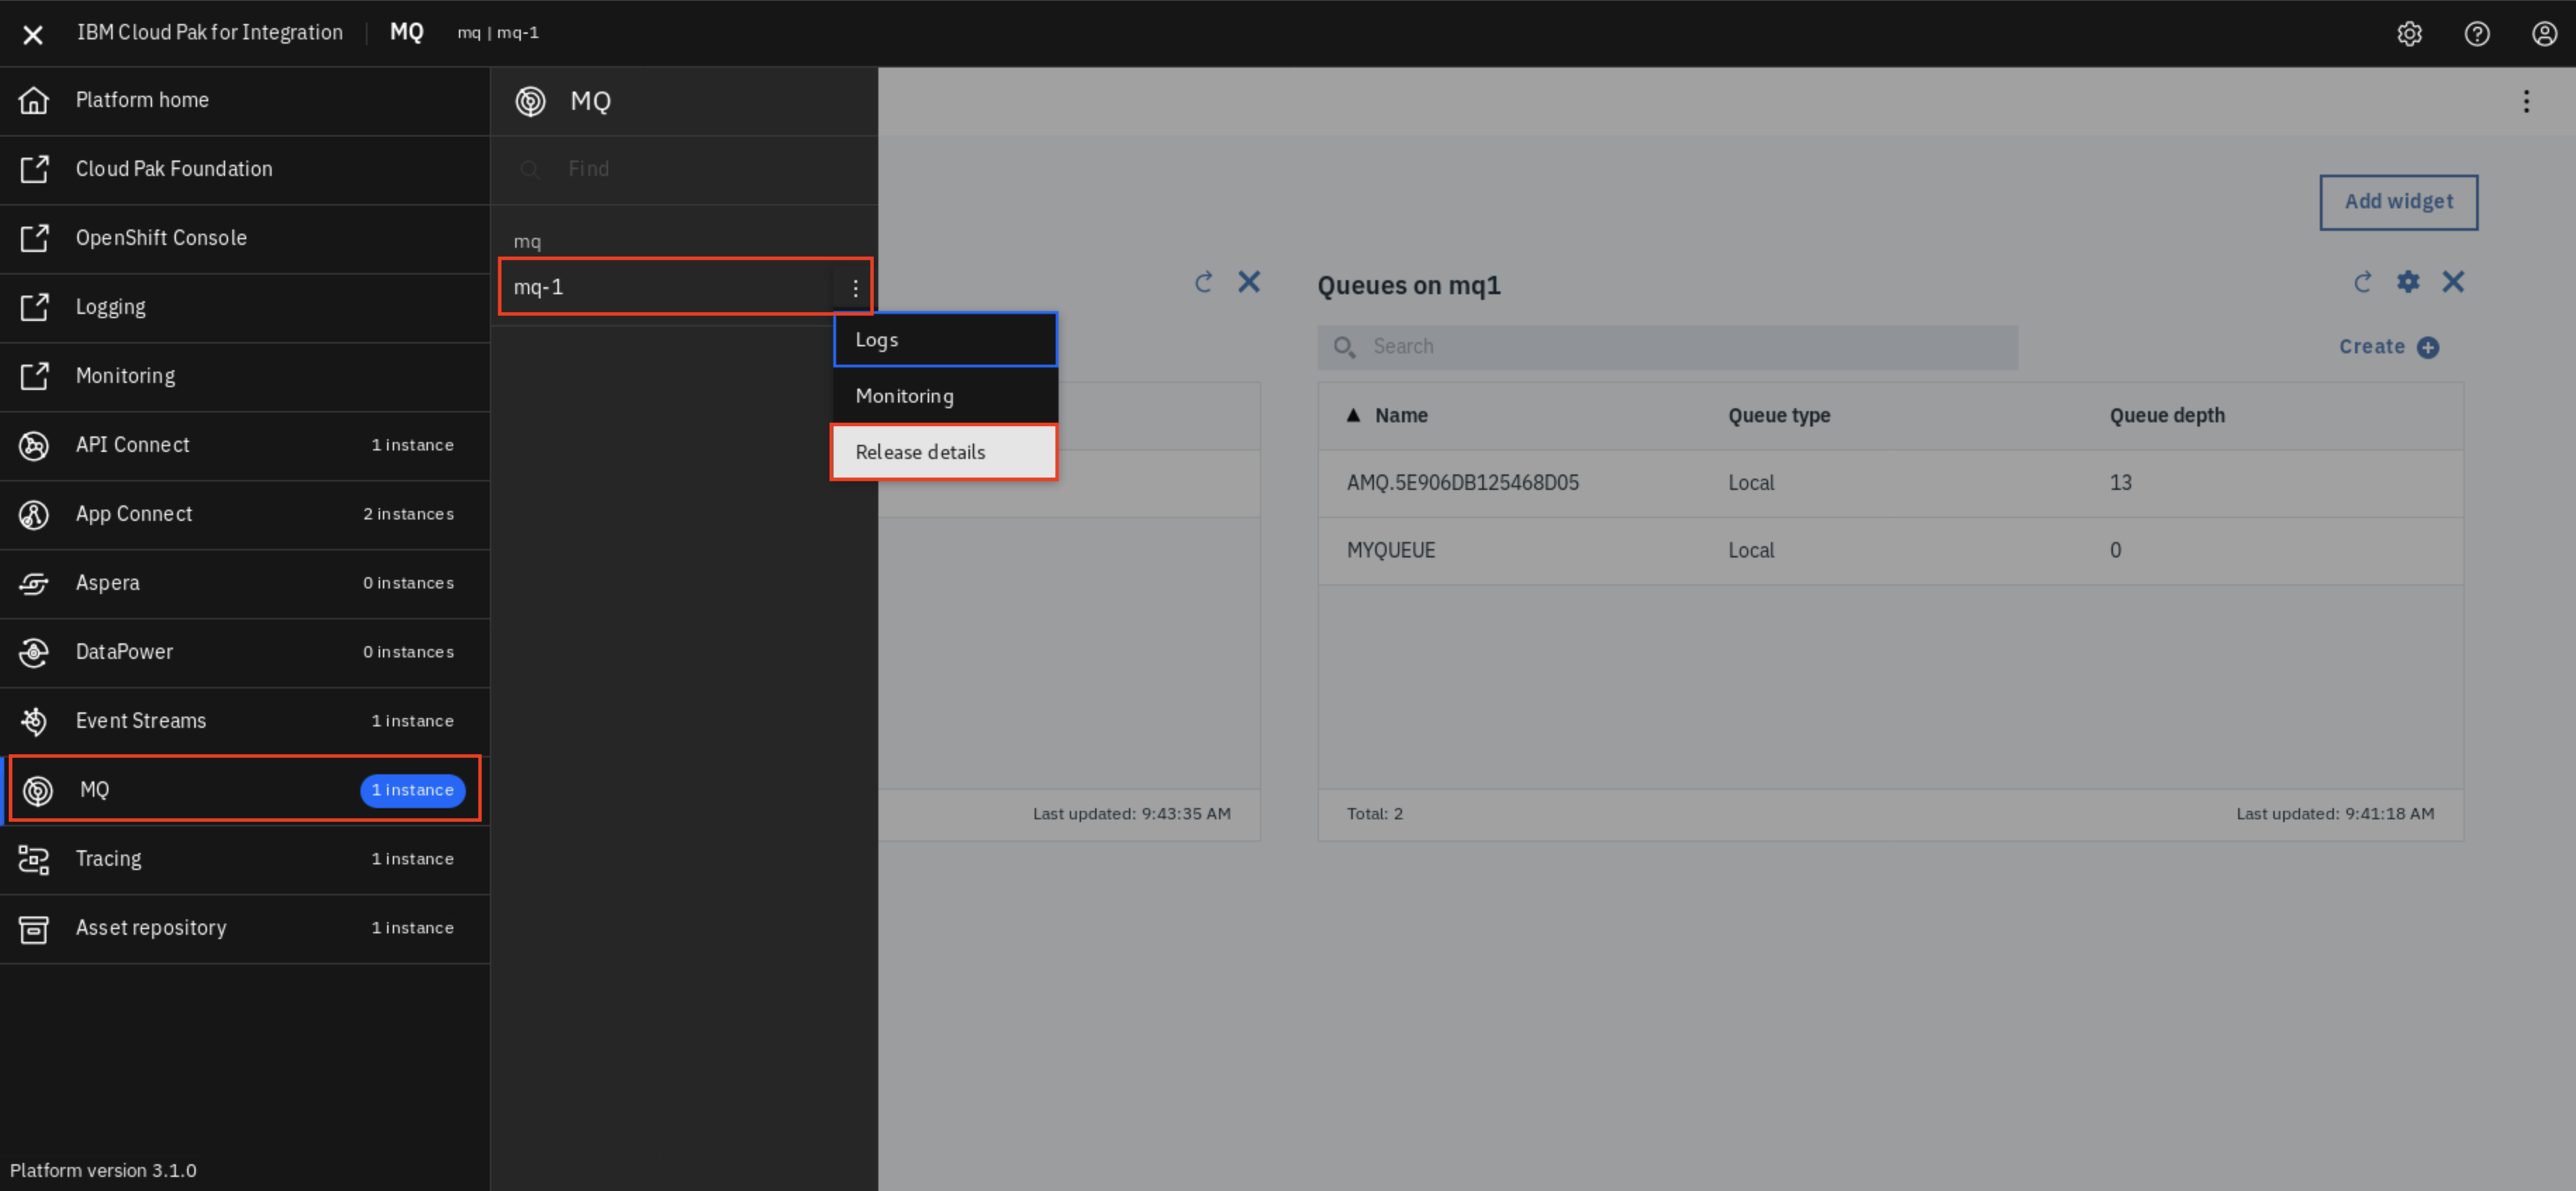 IBM Cloud Pak for Integration | MQ mq | mq-1
Platform home
Cloud Pak Foundation
OpenShift Console
Logging
Monitoring
API Connect 1 instance
App Connect 2 instances
Aspera 0 instances
DataPower 0 instances
Event Streams 1 instance
MQ 1 instance
Tracing 1 instance
Asset repository 1 instance
Platform version 3.1.0
MQ
Find
mq
mq-1
Logs
Monitoring
Release details
Last updated: 9:43:35 AM
Add widget
Queues on mq1
Search
Create
Name Queue type Queue depth
AMQ.5E906DB125468D05 Local 13
MYQUEUE Local 0
Total: 2 Last updated: 9:41:18 AM